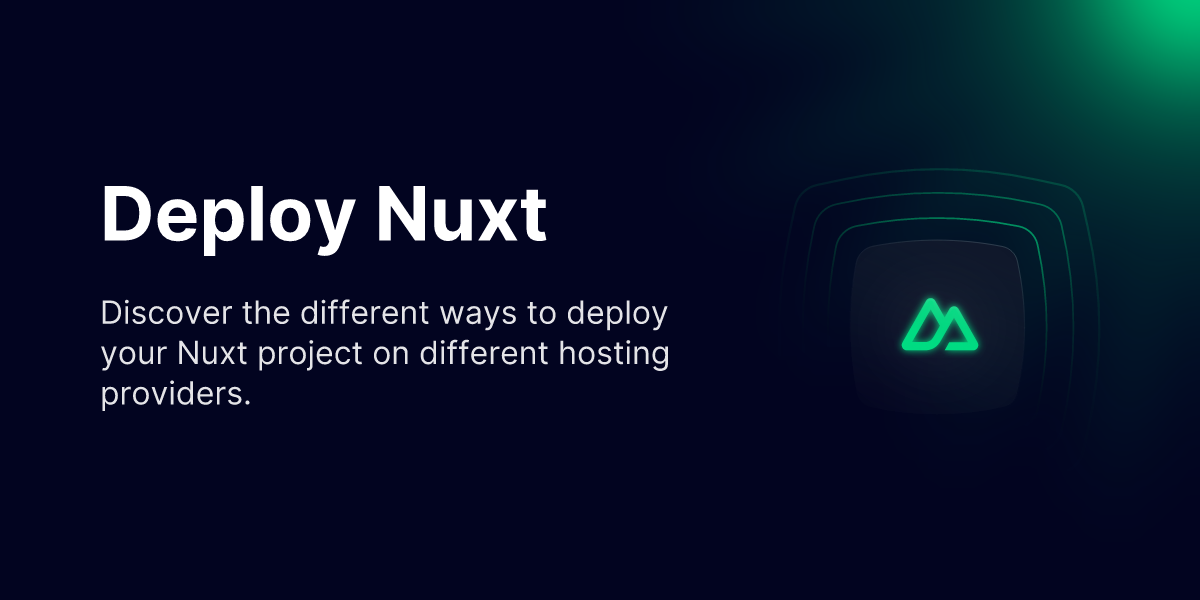 Deploy Nuxt
Discover the different ways to deploy
your Nuxt project on different hosting
providers.